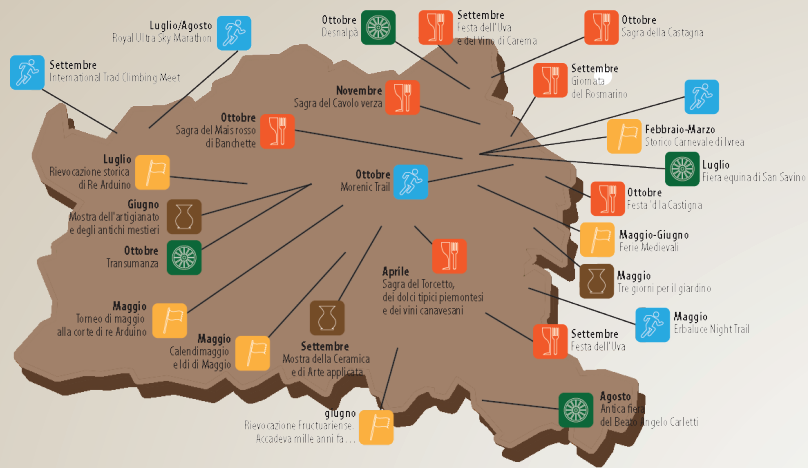 Luglio/Agosto
Royal Ultra Sky Marathon
Settembre
International Trad Climbing Meet
Ottobre
Desnalpà
Settembre
Festa dell'Uva
e del Vino di Carema
Ottobre
Sagra della Castagna
Settembre
Giornata
del Rosmarino
Novembre
Sagra del Cavolo verza
Ottobre
Sagra del Mais rosso
di Banchette
Febbraio-Marzo
Storico Carnevale di Ivrea
Luglio
Fiera equina di San Savino
Luglio
Rievocazione storica
di Re Arduino
Ottobre
Morenic Trail
Ottobre
Festa 'd la Castigna
Giugno
Mostra dell'artigianato
e degli antichi mestieri
Ottobre
Transumanza
Maggio-Giugno
Ferie Medievali
Maggio
Tre giorni per il giardino
Aprile
Sagra del Torcetto,
dei dolci tipici piemontesi
e dei vini canavesani
Maggio
Torneo di maggio
alla corte di re Arduino
Maggio
Calendimaggio
e Idi di Maggio
Settembre
Mostra della Ceramica
e di Arte applicata
Settembre
Festa dell'Uva
Maggio
Erbaluce Night Trail
giugno
Rievocazione Fructuariense.
Accadeva mille anni fa...
Agosto
Antica fiera
del Beato Angelo Carletti